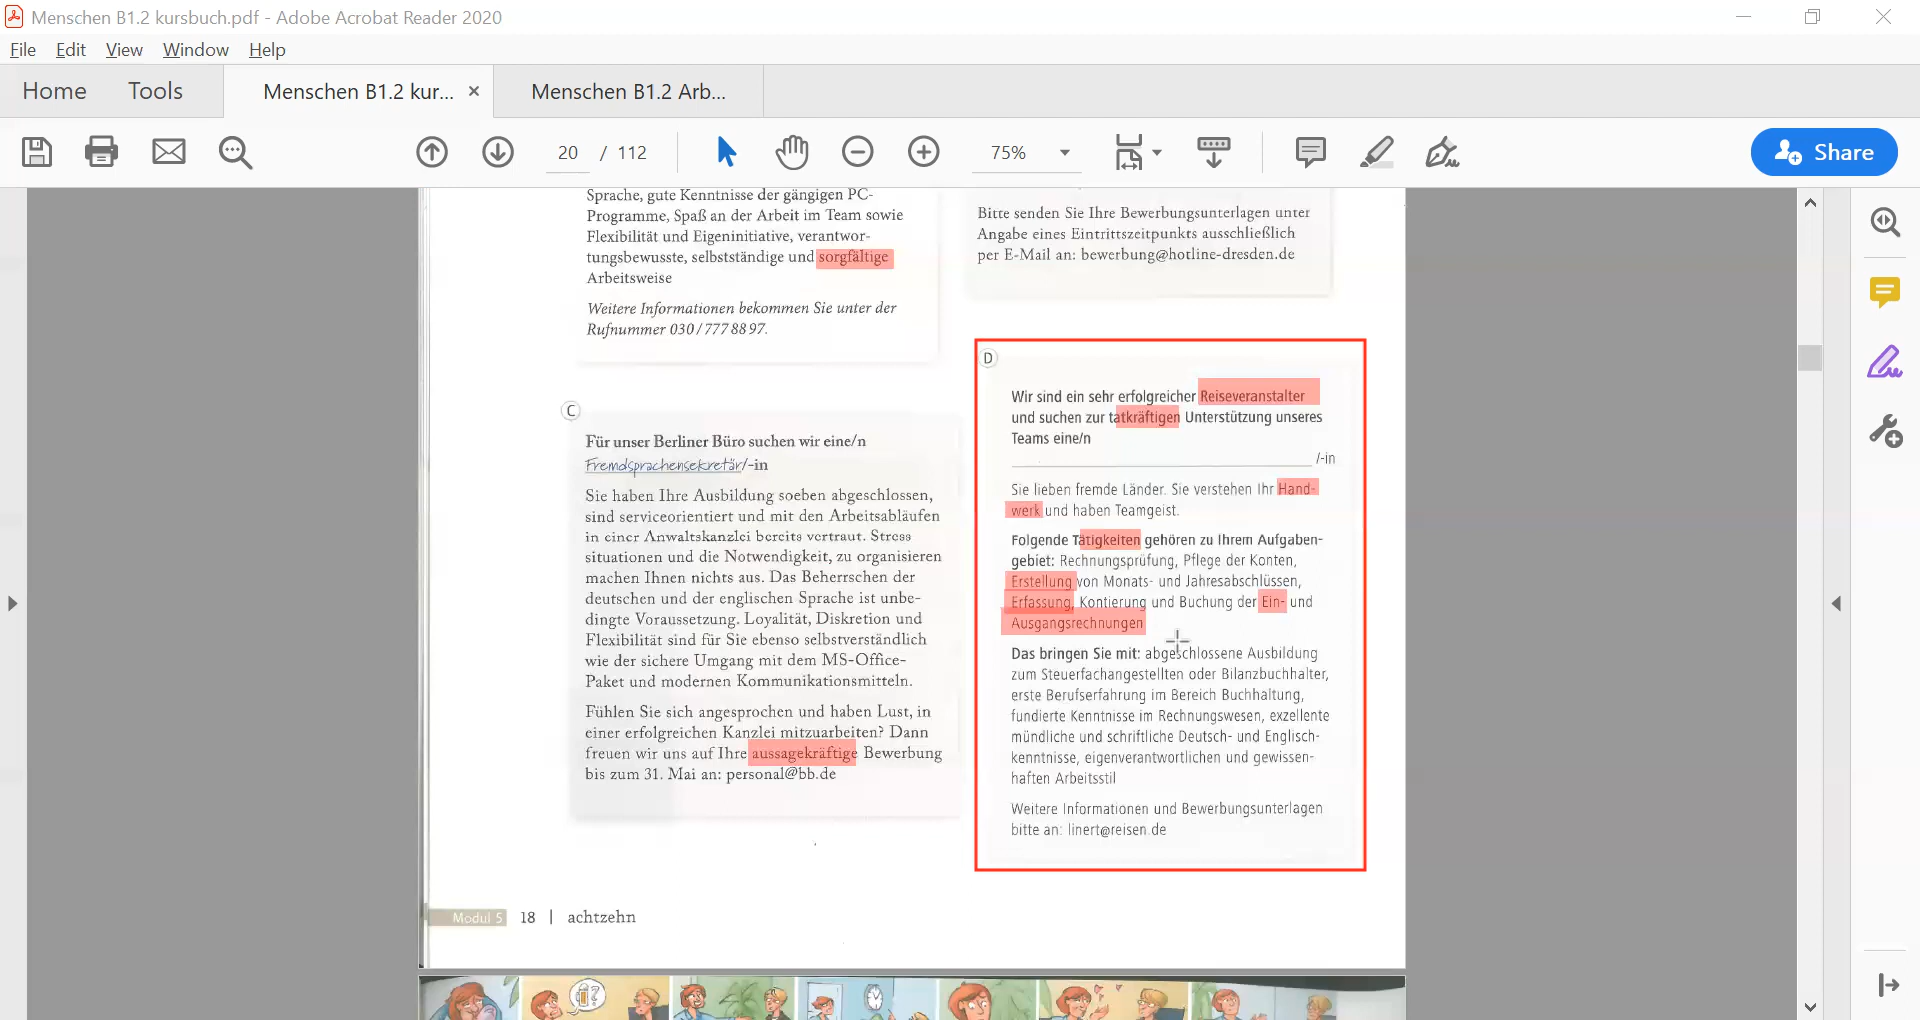 Menschen B1.2 kursbuch.pdf - Adobe Acrobat Reader 2020
File Edit View Window Help
Home Tools Menschen B1.2 kur... × Menschen B1.2 Arb...
20 / 112 75% Share
Sprache, gute Kenntnisse der gängigen PC-
Programme, Spaß an der Arbeit im Team sowie
Flexibilität und Eigeninitiative, verantwor-
tungsbewusste, selbstständige und sorgfältige
Arbeitsweise
Weitere Informationen bekommen Sie unter der
Rufnummer 030/7778897.
Bitte senden Sie Ihre Bewerbungsunterlagen unter
Angabe eines Eintrittszeitpunkts ausschließlich
per E-Mail an: bewerbung@hotline-dresden.de
C
Für unser Berliner Büro suchen wir eine/n
Fremdsprachensekretär/-in
Sie haben Ihre Ausbildung soeben abgeschlossen,
sind serviceorientiert und mit den Arbeitsabläufen
in einer Anwaltskanzlei bereits vertraut. Stress
situationen und die Notwendigkeit, zu organisieren
machen Ihnen nichts aus. Das Beherrschen der
deutschen und der englischen Sprache ist unbe-
dingte Voraussetzung. Loyalität, Diskretion und
Flexibilität sind für Sie ebenso selbstverständlich
wie der sichere Umgang mit dem MS-Office-
Paket und modernen Kommunikationsmitteln.
Fühlen Sie sich angesprochen und haben Lust, in
einer erfolgreichen Kanzlei mitzuarbeiten? Dann
freuen wir uns auf Ihre aussagekräftige Bewerbung
bis zum 31. Mai an: personal@bb.de
D
Wir sind ein sehr erfolgreicher Reiseveranstalter
und suchen zur tatkräftigen Unterstützung unseres
Teams eine/n
/-in
Sie lieben fremde Länder. Sie verstehen Ihr Hand-
werk und haben Teamgeist.
Folgende Tätigkeiten gehören zu Ihrem Aufgaben-
gebiet: Rechnungsprüfung, Pflege der Konten,
Erstellung von Monats- und Jahresabschlüssen,
Erfassung, Kontierung und Buchung der Ein- und
Ausgangsrechnungen
Das bringen Sie mit: abgeschlossene Ausbildung
zum Steuerfachangestellten oder Bilanzbuchhalter,
erste Berufserfahrung im Bereich Buchhaltung,
fundierte Kenntnisse im Rechnungswesen, exzellente
mündliche und schriftliche Deutsch- und Englisch-
kenntnisse, eigenverantwortlichen und gewissen-
haften Arbeitsstil
Weitere Informationen und Bewerbungsunterlagen
bitte an: linert@reisen.de
Modul 5 18 | achtzehn
?